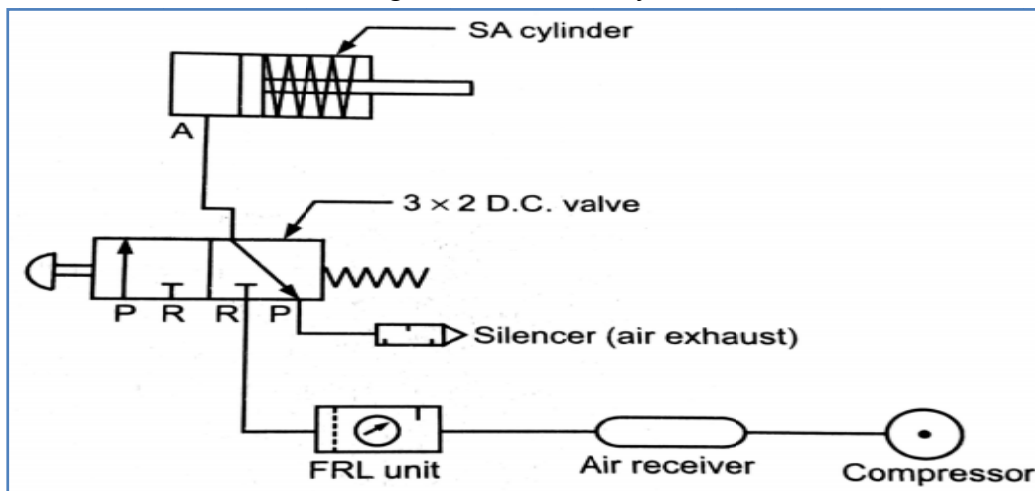 SA cylinder
A
3 × 2 D.C. valve
P R R P
Silencer (air exhaust)
FRL unit
Air receiver
Compressor